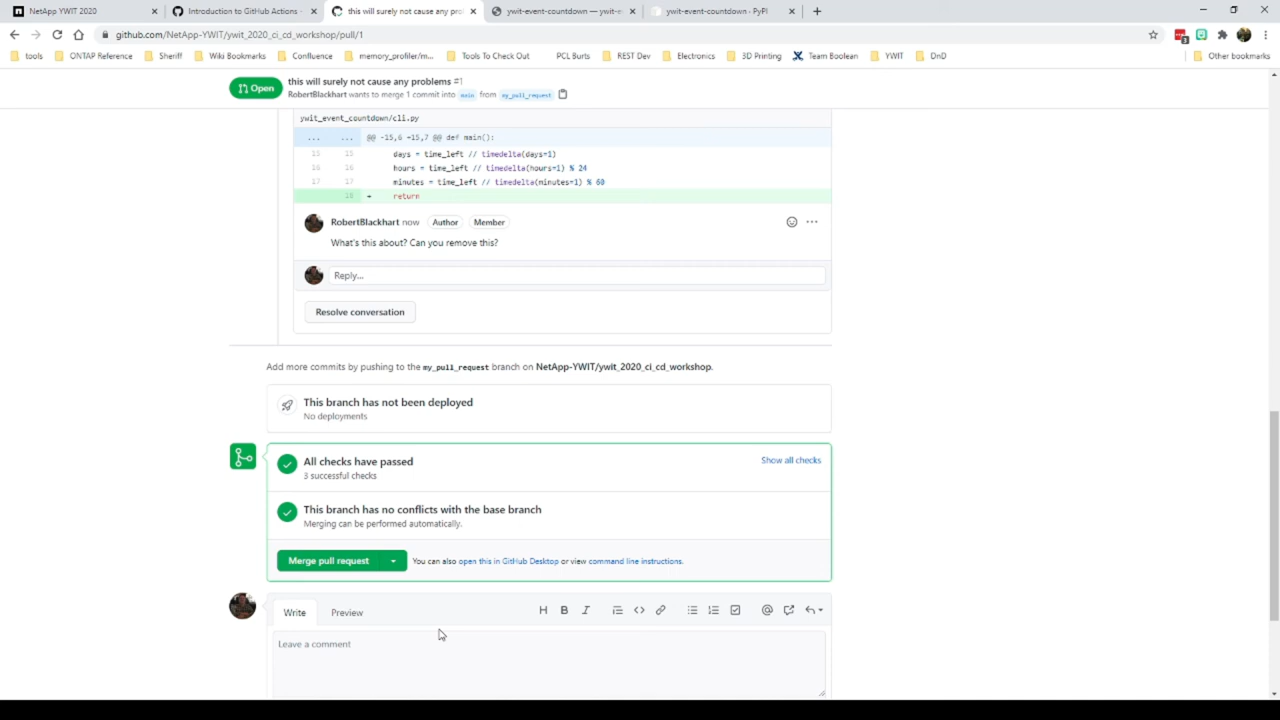 NetApp YWIT 2020
Introduction to GitHub Actions -
this will surely not cause any pro
ywit-event-countdown — ywit-e
ywit-event-countdown · PyPI
github.com/NetApp-YWIT/ywit_2020_ci_cd_workshop/pull/1
tools ONTAP Reference Sheriff Wiki Bookmarks Confluence memory_profiler/m... Tools To Check Out PCL Burts REST Dev Electronics 3D Printing Team Boolean YWIT DnD Other bookmarks
Open
this will surely not cause any problems #1
RobertBlackhart wants to merge 1 commit into main from my_pull_request
ywit_event_countdown/cli.py
... ... @@ -15,6 +15,7 @@ def main():
15 15 days = time_left // timedelta(days=1)
16 16 hours = time_left // timedelta(hours=1) % 24
17 17 minutes = time_left // timedelta(minutes=1) % 60
18 + return
RobertBlackhart now Author Member
What's this about? Can you remove this?
Reply...
Resolve conversation
Add more commits by pushing to the my_pull_request branch on NetApp-YWIT/ywit_2020_ci_cd_workshop.
This branch has not been deployed
No deployments
All checks have passed
Show all checks
3 successful checks
This branch has no conflicts with the base branch
Merging can be performed automatically.
Merge pull request
You can also open this in GitHub Desktop or view command line instructions.
Write Preview
Leave a comment